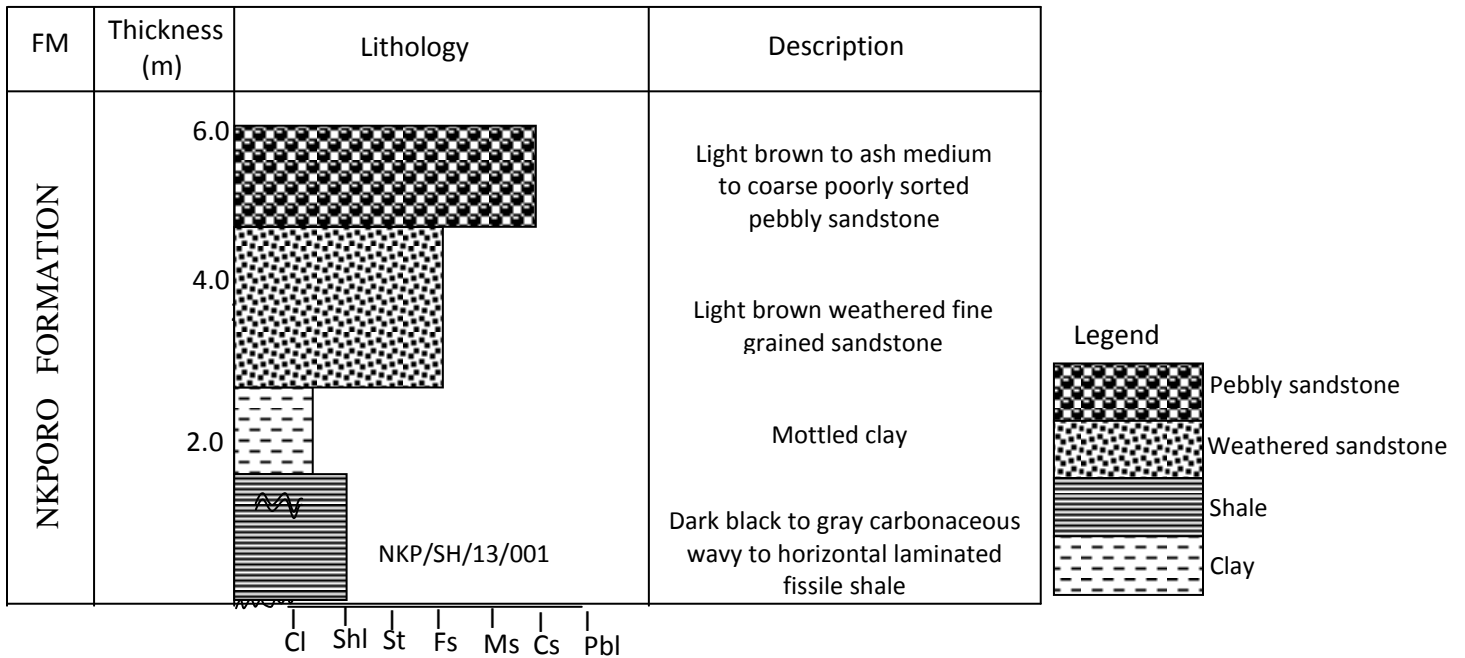 FM
Thickness
(m)
Lithology
Description
NKPORO FORMATION
6.0
4.0
2.0
Light brown to ash medium
to coarse poorly sorted
pebbly sandstone
Light brown weathered fine
grained sandstone
Mottled clay
NKP/SH/13/001
Dark black to gray carbonaceous
wavy to horizontal laminated
fissile shale
Cl
Shl
St
Fs
Ms
Cs
Pbl
Legend
Pebbly sandstone
Weathered sandstone
Shale
Clay